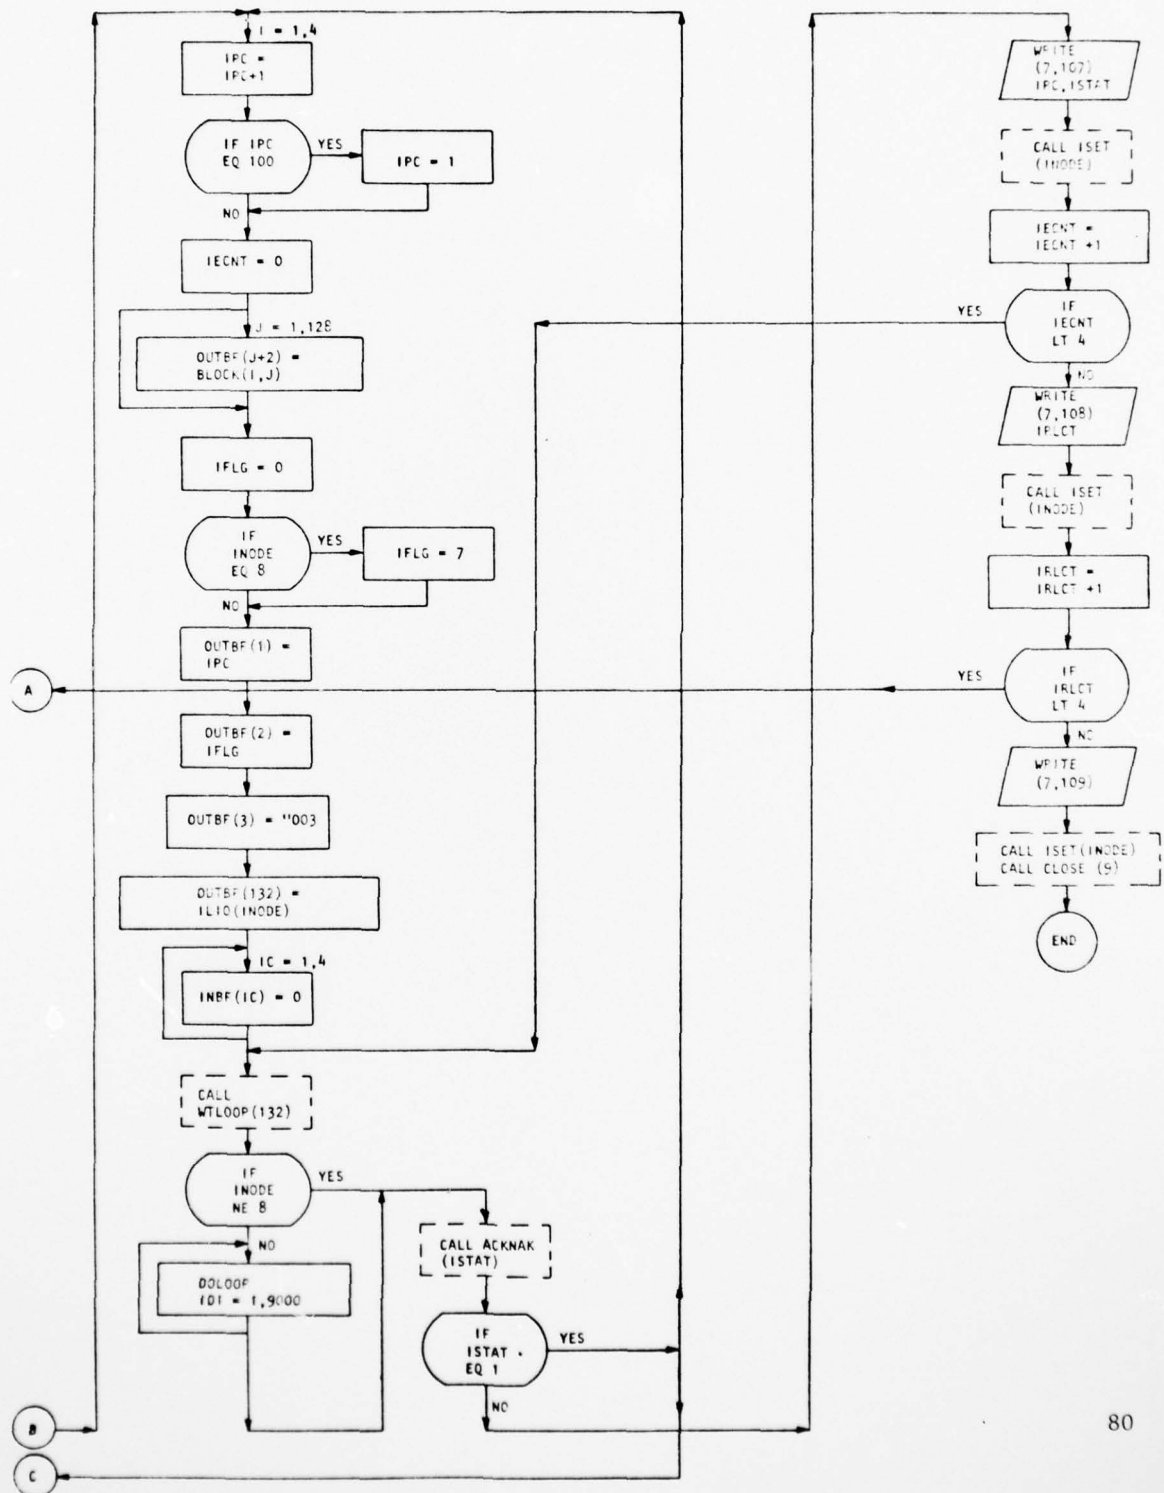 I = 1,4
IPC =
IPC+1
IF IPC
EQ 100
YES
IPC = 1
NO
IECNT = 0
J = 1,128
OUTBF(J+2) =
BLOCK(I,J)
IFLG = 0
IF
INODE
EQ 8
YES
IFLG = 7
NO
OUTBF(1) =
IPC
A
OUTBF(2) =
IFLG
OUTBF(3) = "003
OUTBF(132) =
ILIO(INODE)
IC = 1,4
INBF(IC) = 0
CALL
WTLOOP(132)
IF
INODE
NE 8
YES
NO
DOLOOP
IDI = 1,9000
CALL ACKNAK
(ISTAT)
IF
ISTAT .
EQ 1
YES
NO
B
C
WRITE
(7,107)
IPC,ISTAT
CALL ISET
(INODE)
IECNT =
IECNT +1
IF
IECNT
LT 4
YES
NO
WRITE
(7,108)
IRLCT
CALL ISET
(INODE)
IRLCT =
IRLCT +1
IF
IRLCT
LT 4
YES
NO
WRITE
(7,109)
CALL ISET(INODE)
CALL CLOSE (9)
END
80